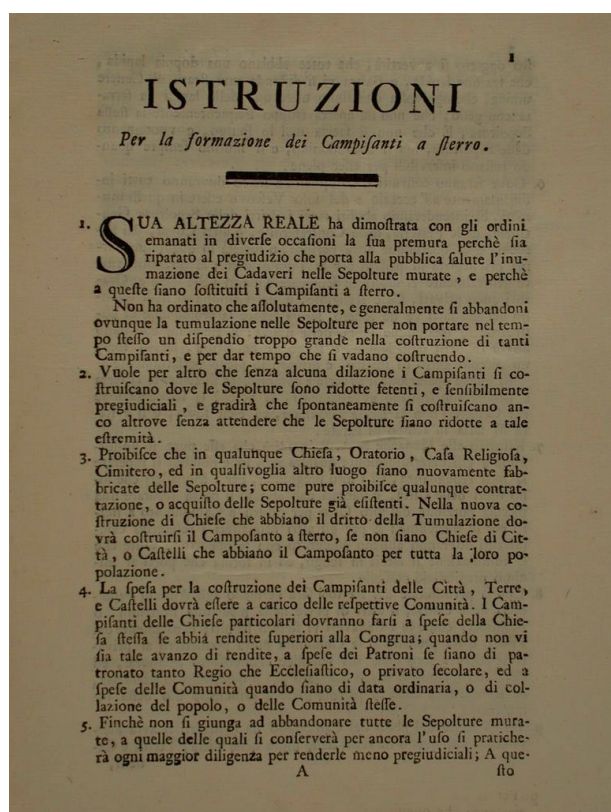 1
ISTRUZIONI
Per la formazione dei Campiſanti a ſterro.
1. SUA ALTEZZA REALE ha dimoſtrata con gli ordini
emanati in diverſe occaſioni la ſua premura perchè ſia
riparato al pregiudizio che porta alla pubblica ſalute l'inu-
mazione dei Cadaveri nelle Sepolture murate, e perchè
a queſte ſiano ſoſtituiti i Campiſanti a ſterro.
Non ha ordinato che aſſolutamente, e generalmente ſi abbandoni
ovunque la tumulazione nelle Sepolture per non portare nel tem-
po ſteſſo un diſpendio troppo grande nella coſtruzione di tanti
Campiſanti, e per dar tempo che ſi vadano coſtruendo.
2. Vuole per altro che ſenza alcuna dilazione i Campiſanti ſi co-
ſtruiſcano dove le Sepolture ſono ridotte fetenti, e ſenſibilmente
pregiudiciali, e gradirà che ſpontaneamente ſi coſtruiſcano an-
co altrove ſenza attendere che le Sepolture ſiano ridotte a tale
eſtremità.
3. Proibiſce che in qualunque Chieſa, Oratorio, Caſa Religioſa,
Cimitero, ed in qualſivoglia altro luogo ſiano nuovamente fab-
bricate delle Sepolture; come pure proibiſce qualunque contrat-
tazione, o acquiſto delle Sepolture già eſiſtenti. Nella nuova co-
ſtruzione di Chieſe che abbiano il dritto della Tumulazione do-
vrà coſtruirſi il Campoſanto a ſterro, ſe non ſiano Chieſe di Cit-
tà, o Caſtelli che abbiano il Campoſanto per tutta la loro po-
polazione.
4. La ſpeſa per la coſtruzione dei Campiſanti delle Città, Terre,
e Caſtelli dovrà eſſere a carico delle reſpettive Comunità. I Cam-
piſanti delle Chieſe particolari dovranno farſi a ſpeſe della Chie-
ſa ſteſſa ſe abbia rendite ſuperiori alla Congrua; quando non vi
ſia tale avanzo di rendite, a ſpeſe dei Patroni ſe ſiano di pa-
tronato tanto Regio che Eccleſiaſtico, o privato ſecolare, ed a
ſpeſe delle Comunità quando ſiano di data ordinaria, o di col-
lazione del popolo, o delle Comunità ſteſſe.
5. Finchè non ſi giunga ad abbandonare tutte le Sepolture mura-
te, a quelle delle quali ſi conſerverà per ancora l'uſo ſi pratiche-
rà ogni maggior diligenza per renderle meno pregiudiciali; A que-
A ſto